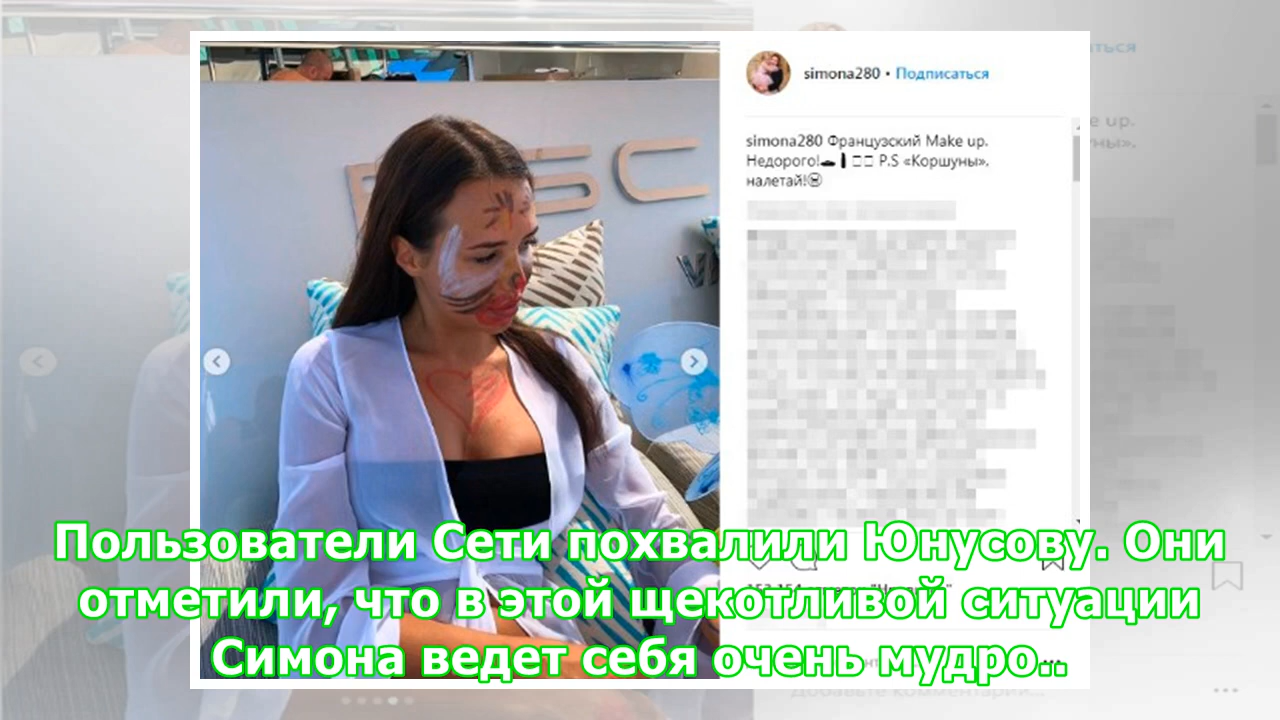 simona280 • Подписаться
simona280 Французский Make up.
Недорого! P.S «Коршуны».
налетай!
Пользователи Сети похвалили Юнусову. Они
отметили, что в этой щекотливой ситуации
Симона ведет себя очень мудро..